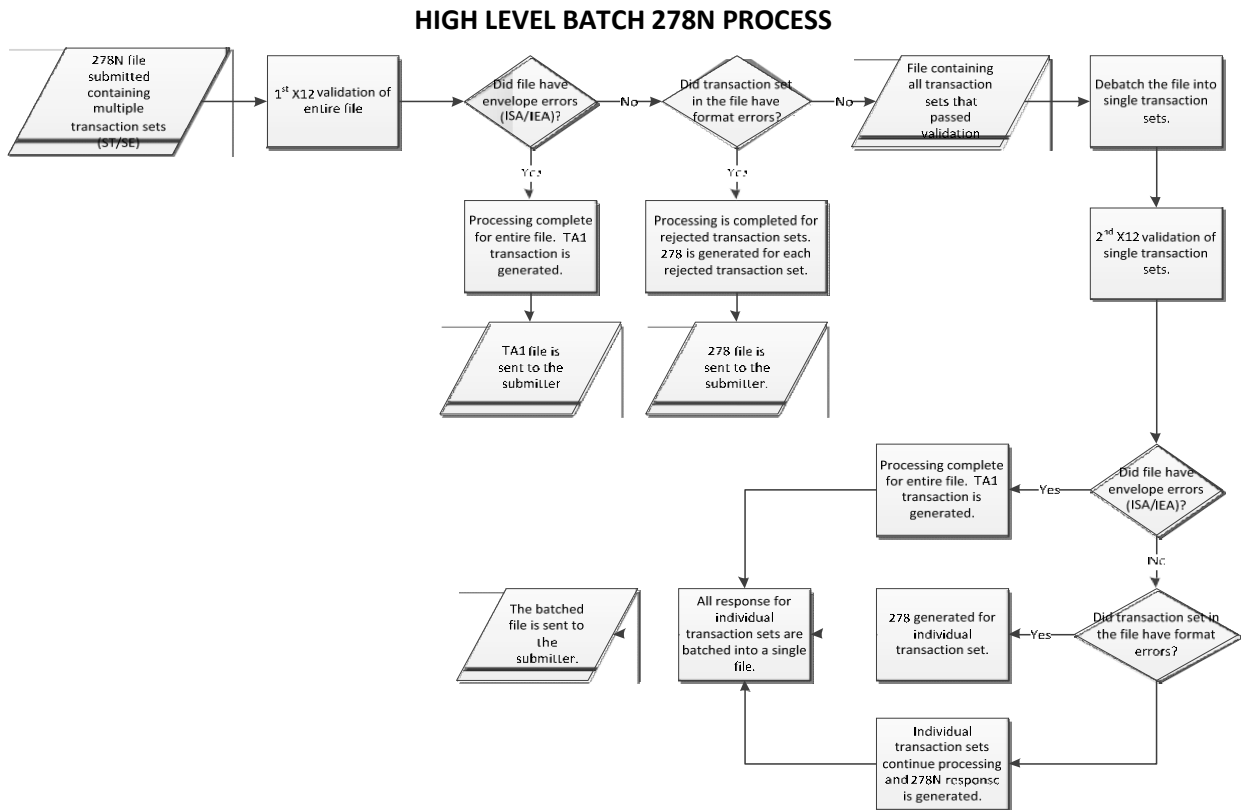 HIGH LEVEL BATCH 278N PROCESS
278N file
submitted
containing
multiple
transaction sets
(ST/SE)
1st X12 validation of
entire file
Did file have
envelope errors
(ISA/IEA)?
No
Did transaction set
in the file have
format errors?
No
File containing
all transaction
sets that
passed
validation
Debatch the file into
single transaction
sets.
Yes
Yes
Processing complete
for entire file. TA1
transaction is
generated.
Processing is completed for
rejected transaction sets.
278 is generated for each
rejected transaction set.
2nd X12 validation of
single transaction
sets.
TA1 file is
sent to the
submitter
278 file is
sent to the
submitter.
Processing complete
for entire file. TA1
transaction is
generated.
Yes
Did file have
envelope errors
(ISA/IEA)?
No
The batched
file is sent to
the
submitter.
All response for
individual
transaction sets are
batched into a single
file.
278 generated for
individual
transaction set.
Yes
Did transaction set in
the file have format
errors?
Individual
transaction sets
continue processing
and 278N response
is generated.